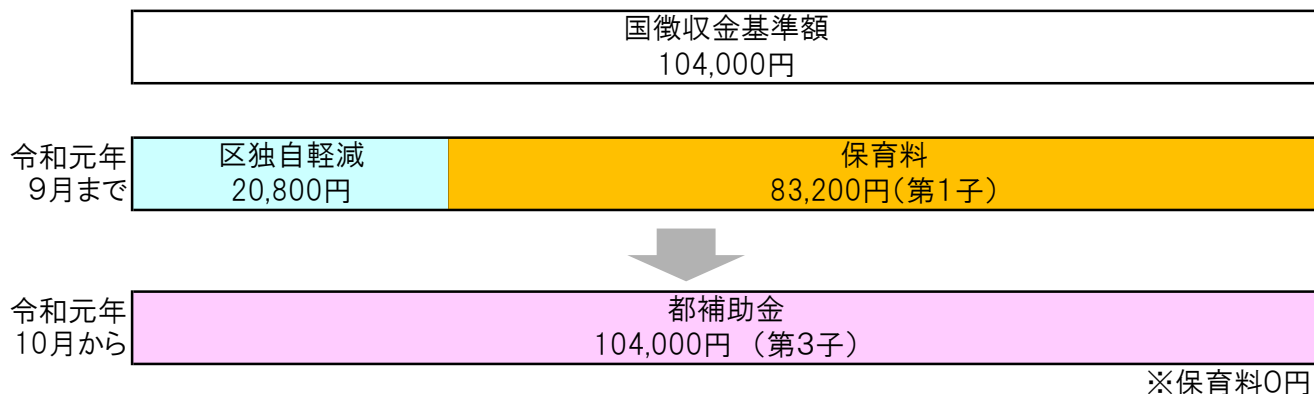 国徴収金基準額
104,000円
令和元年
9月まで
区独自軽減
20,800円
保育料
83,200円(第1子)
令和元年
10月から
都補助金
104,000円 (第3子)
※保育料0円